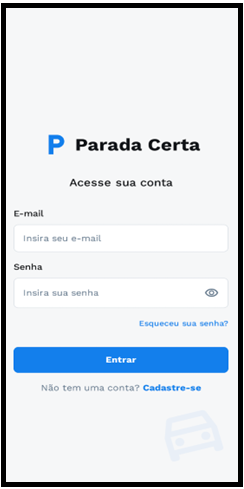 P Parada Certa
Acesse sua conta
E-mail
Insira seu e-mail
Senha
Insira sua senha
Esqueceu sua senha?
Entrar
Não tem uma conta? Cadastre-se